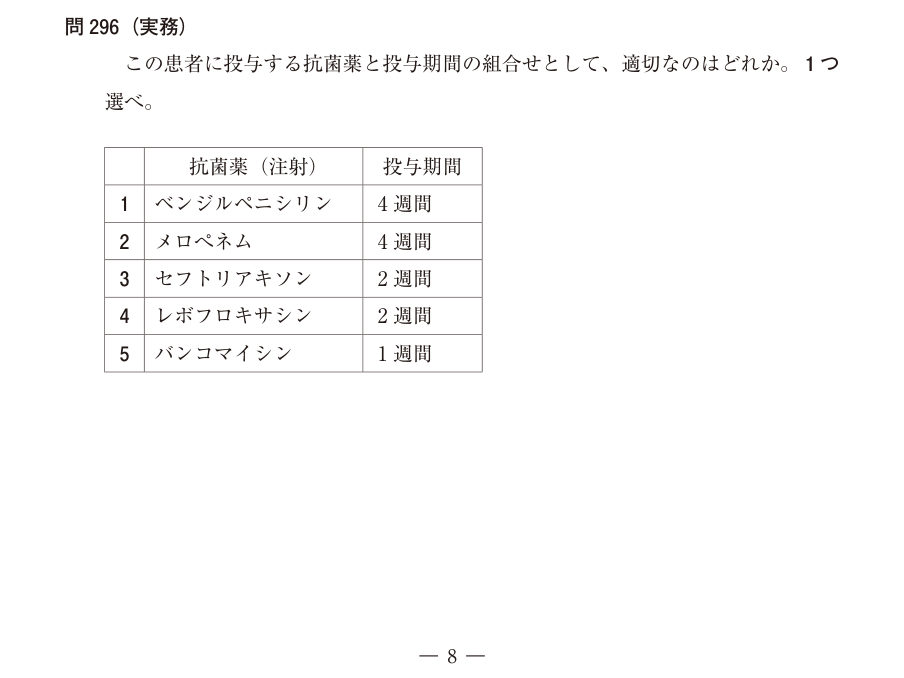 問 296（実務）
この患者に投与する抗菌薬と投与期間の組合せとして、適切なのはどれか。1つ
選べ。
抗菌薬（注射） 投与期間
1 ベンジルペニシリン 4 週間
2 メロペネム 4 週間
3 セフトリアキソン 2 週間
4 レボフロキサシン 2 週間
5 バンコマイシン 1 週間
― 8 ―